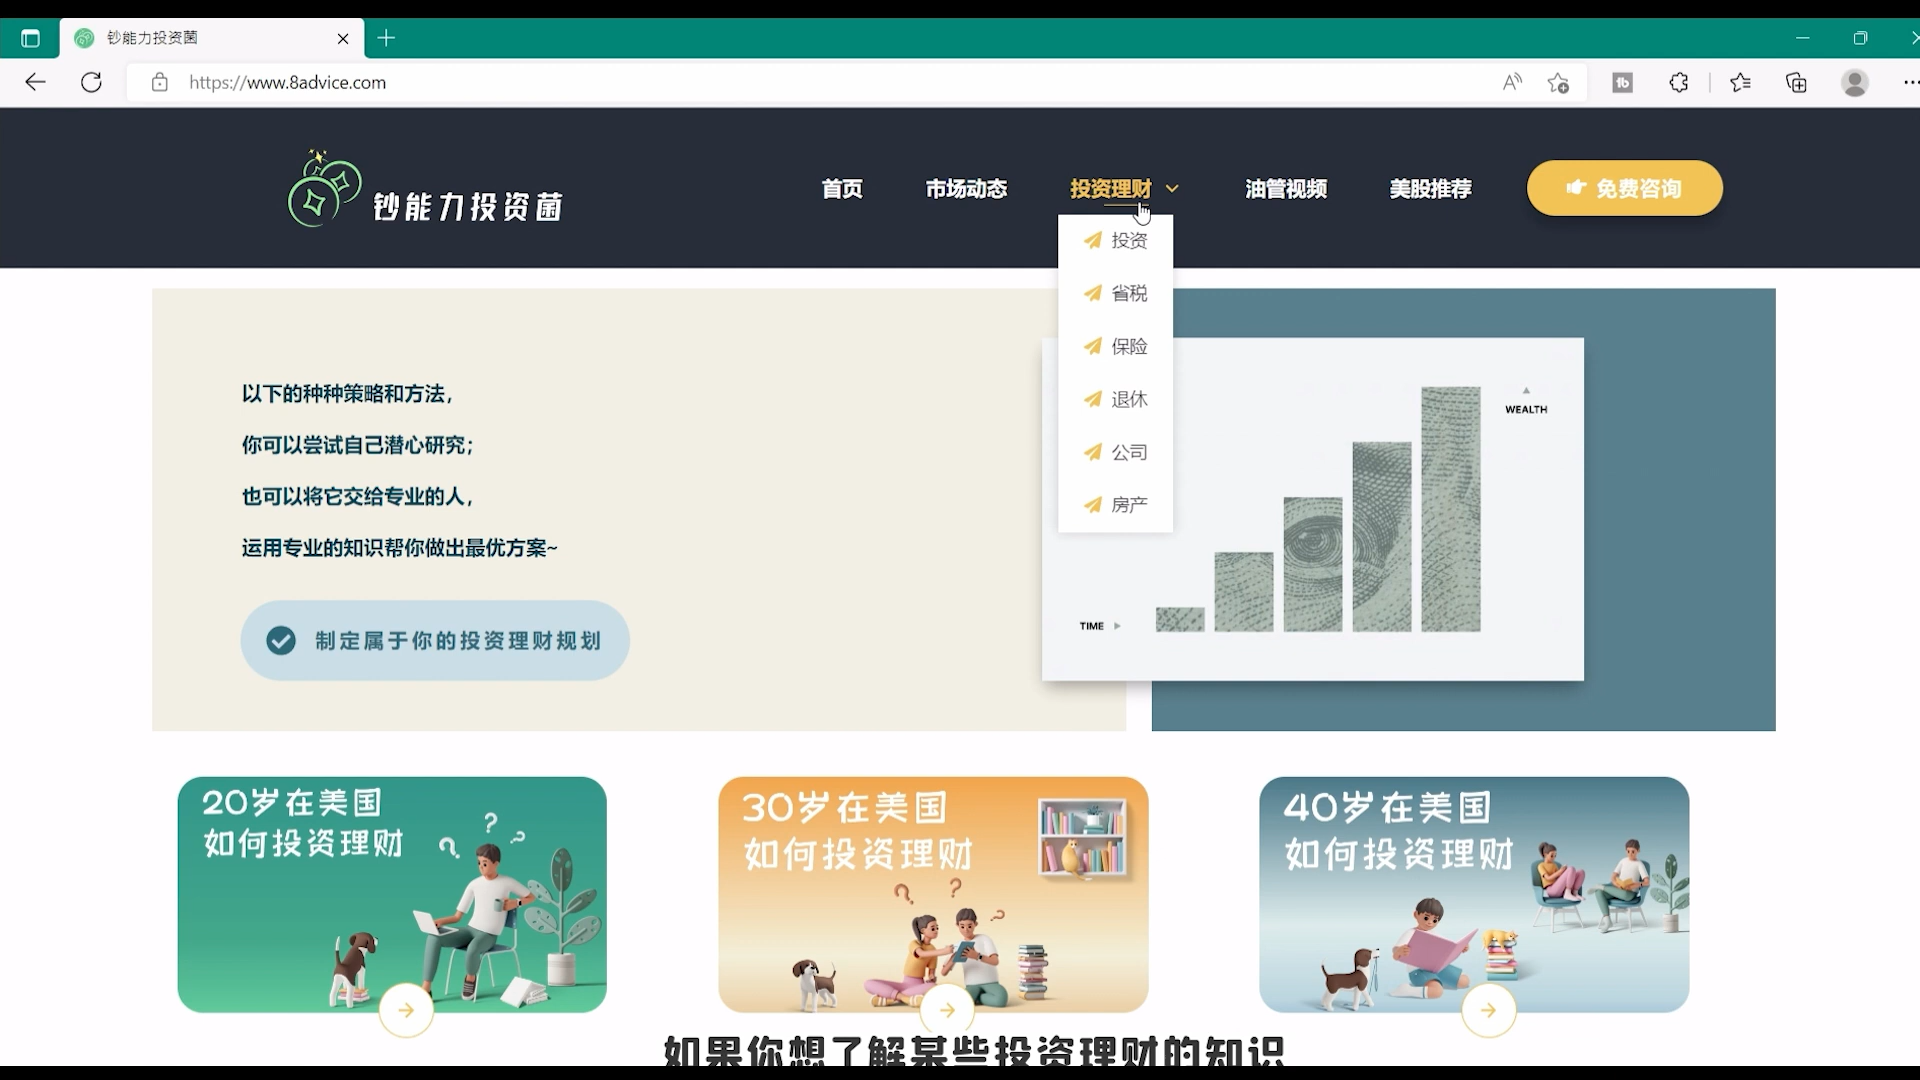 钞能力投资菌
https://www.8advice.com
钞能力投资菌
首页
市场动态
投资理财
油管视频
美股推荐
免费咨询
投资
省税
保险
退休
公司
房产
以下的种种策略和方法，
你可以尝试自己潜心研究；
也可以将它交给专业的人，
运用专业的知识帮你做出最优方案~
制定属于你的投资理财规划
WEALTH
TIME
20岁在美国
如何投资理财
30岁在美国
如何投资理财
40岁在美国
如何投资理财
如果你想了解某些投资理财的知识